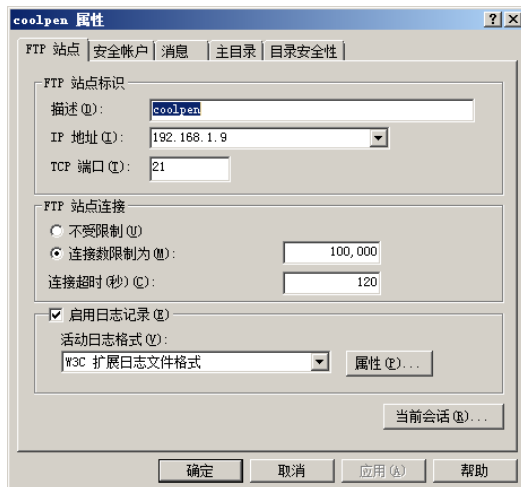 coolpen 属性
FTP 站点 安全帐户 消息 主目录 目录安全性
FTP 站点标识
描述(D): coolpen
IP 地址(I): 192.168.1.9
TCP 端口(T): 21
FTP 站点连接
不受限制(U)
连接数限制为(M): 100,000
连接超时(秒)(C): 120
启用日志记录(E)
活动日志格式(V):
W3C 扩展日志文件格式 属性(P)...
当前会话(R)...
确定 取消 应用(A) 帮助